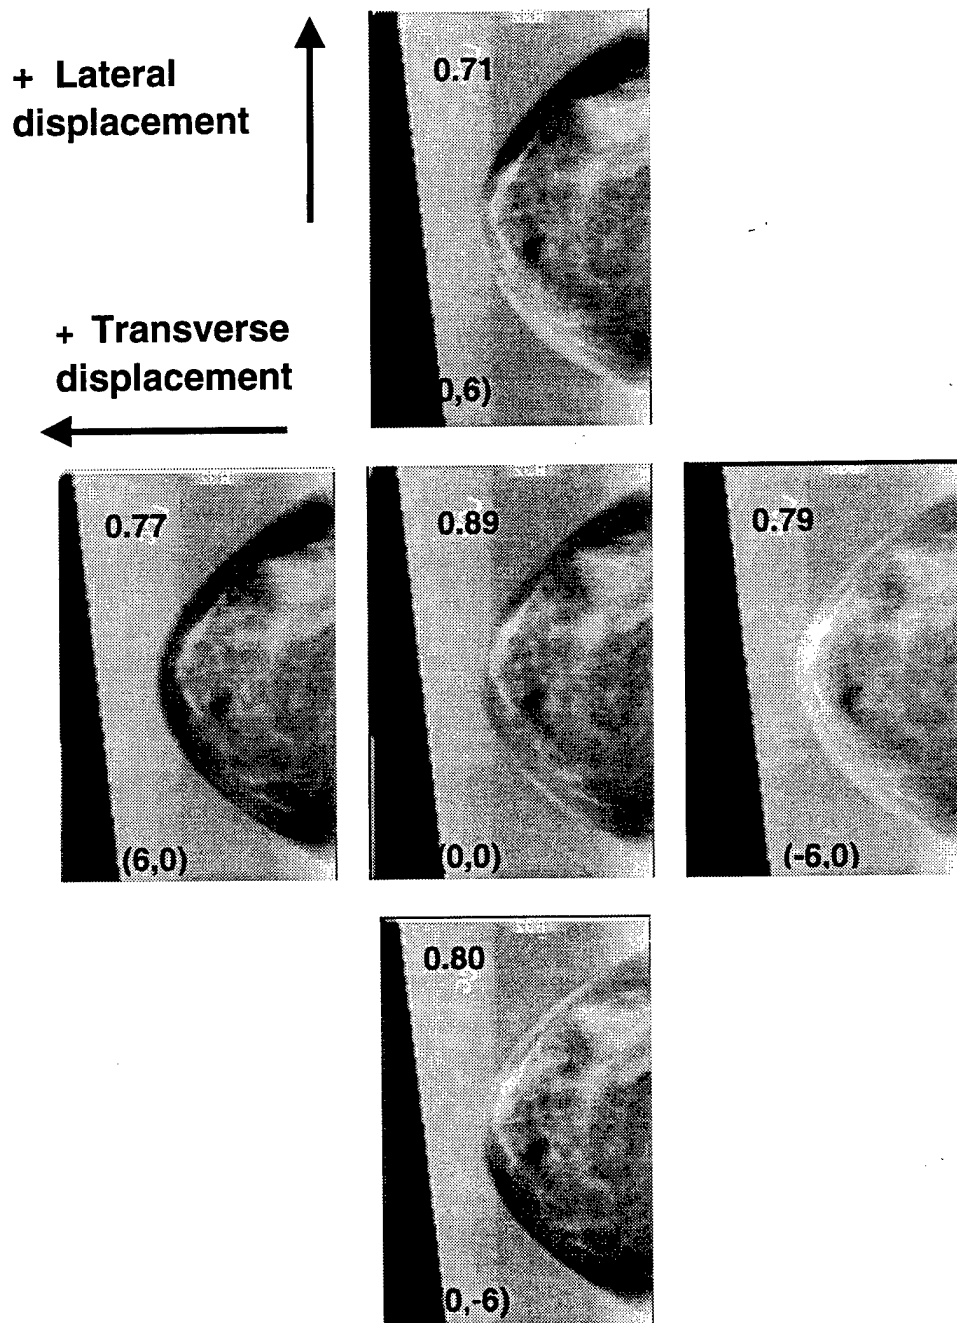 0.71
+ Lateral
displacement
+ Transverse
displacement
0,6)
0.77
0.89
0.79
(6,0)
(0,0)
(-6,0)
0.80
0,-6)